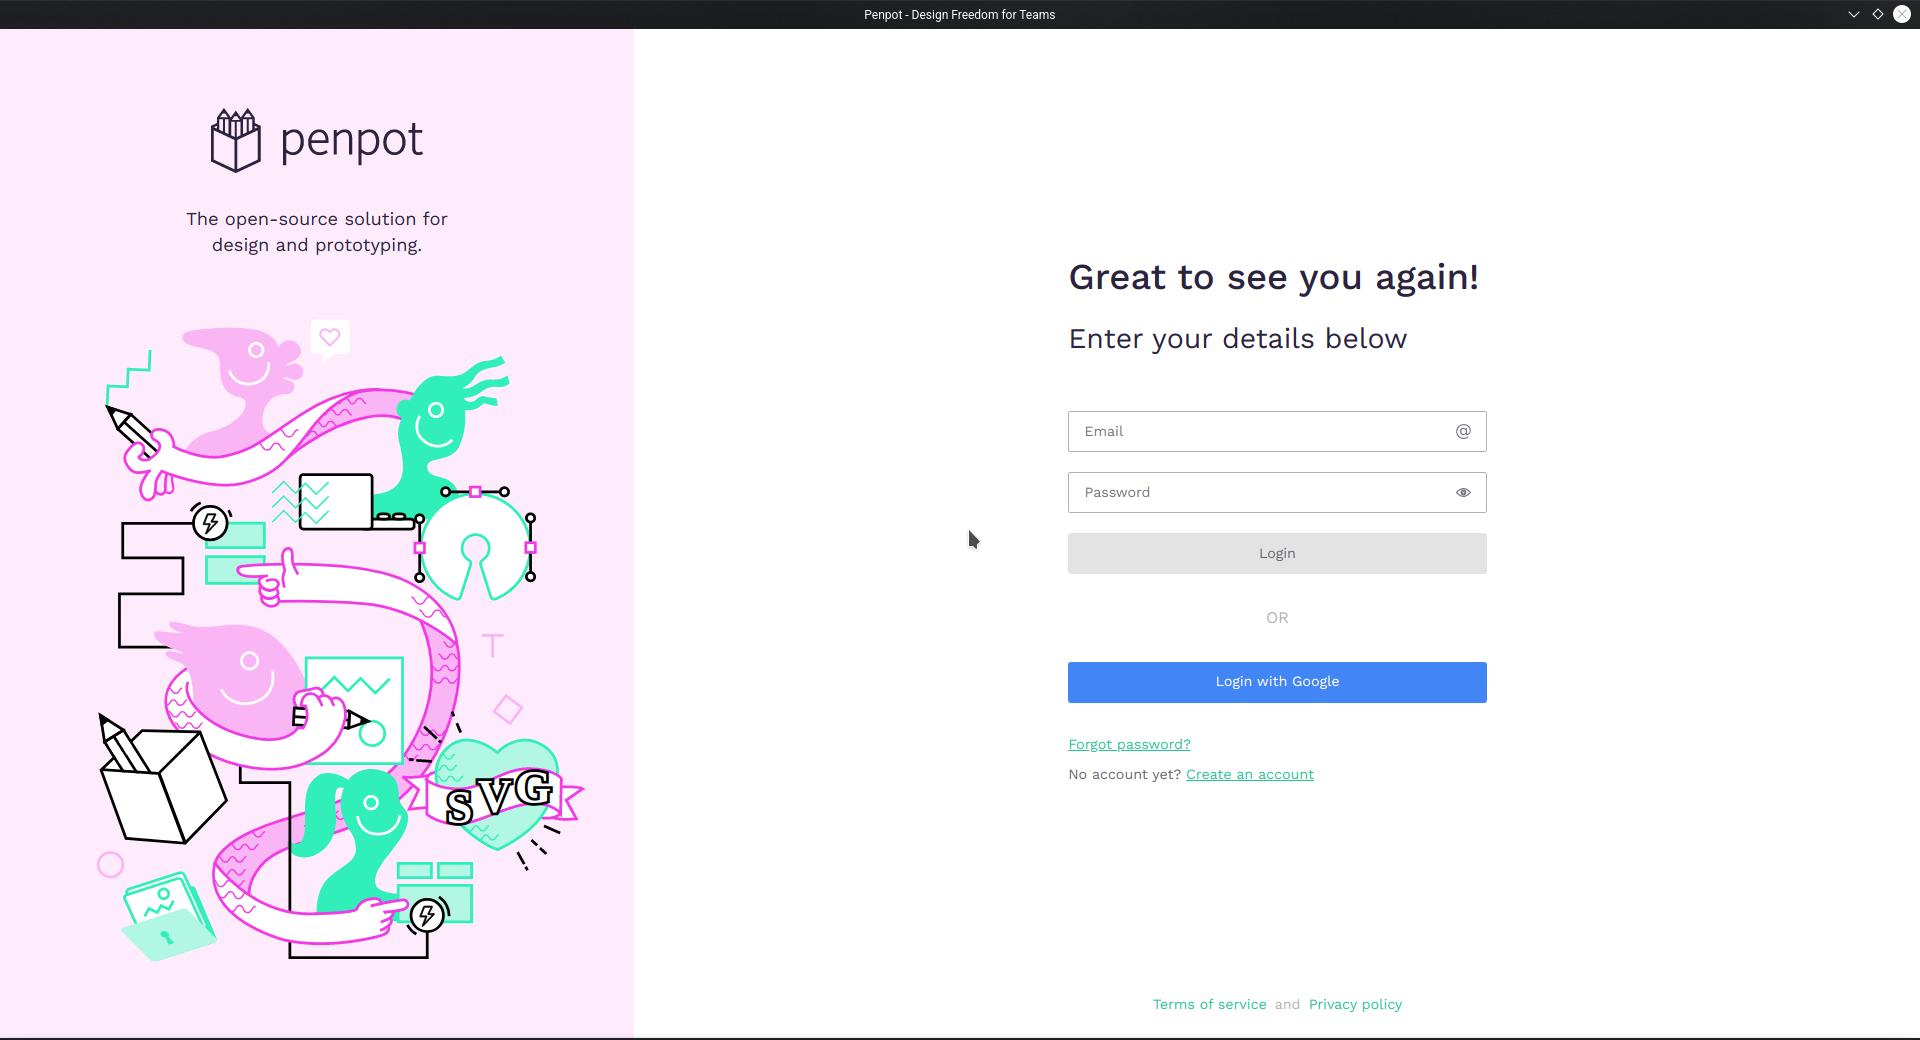 Penpot - Design Freedom for Teams
penpot
The open-source solution for
design and prototyping.
T
SVG
Great to see you again!
Enter your details below
Email @
Password
Login
OR
Login with Google
Forgot password?
No account yet? Create an account
Terms of service and Privacy policy